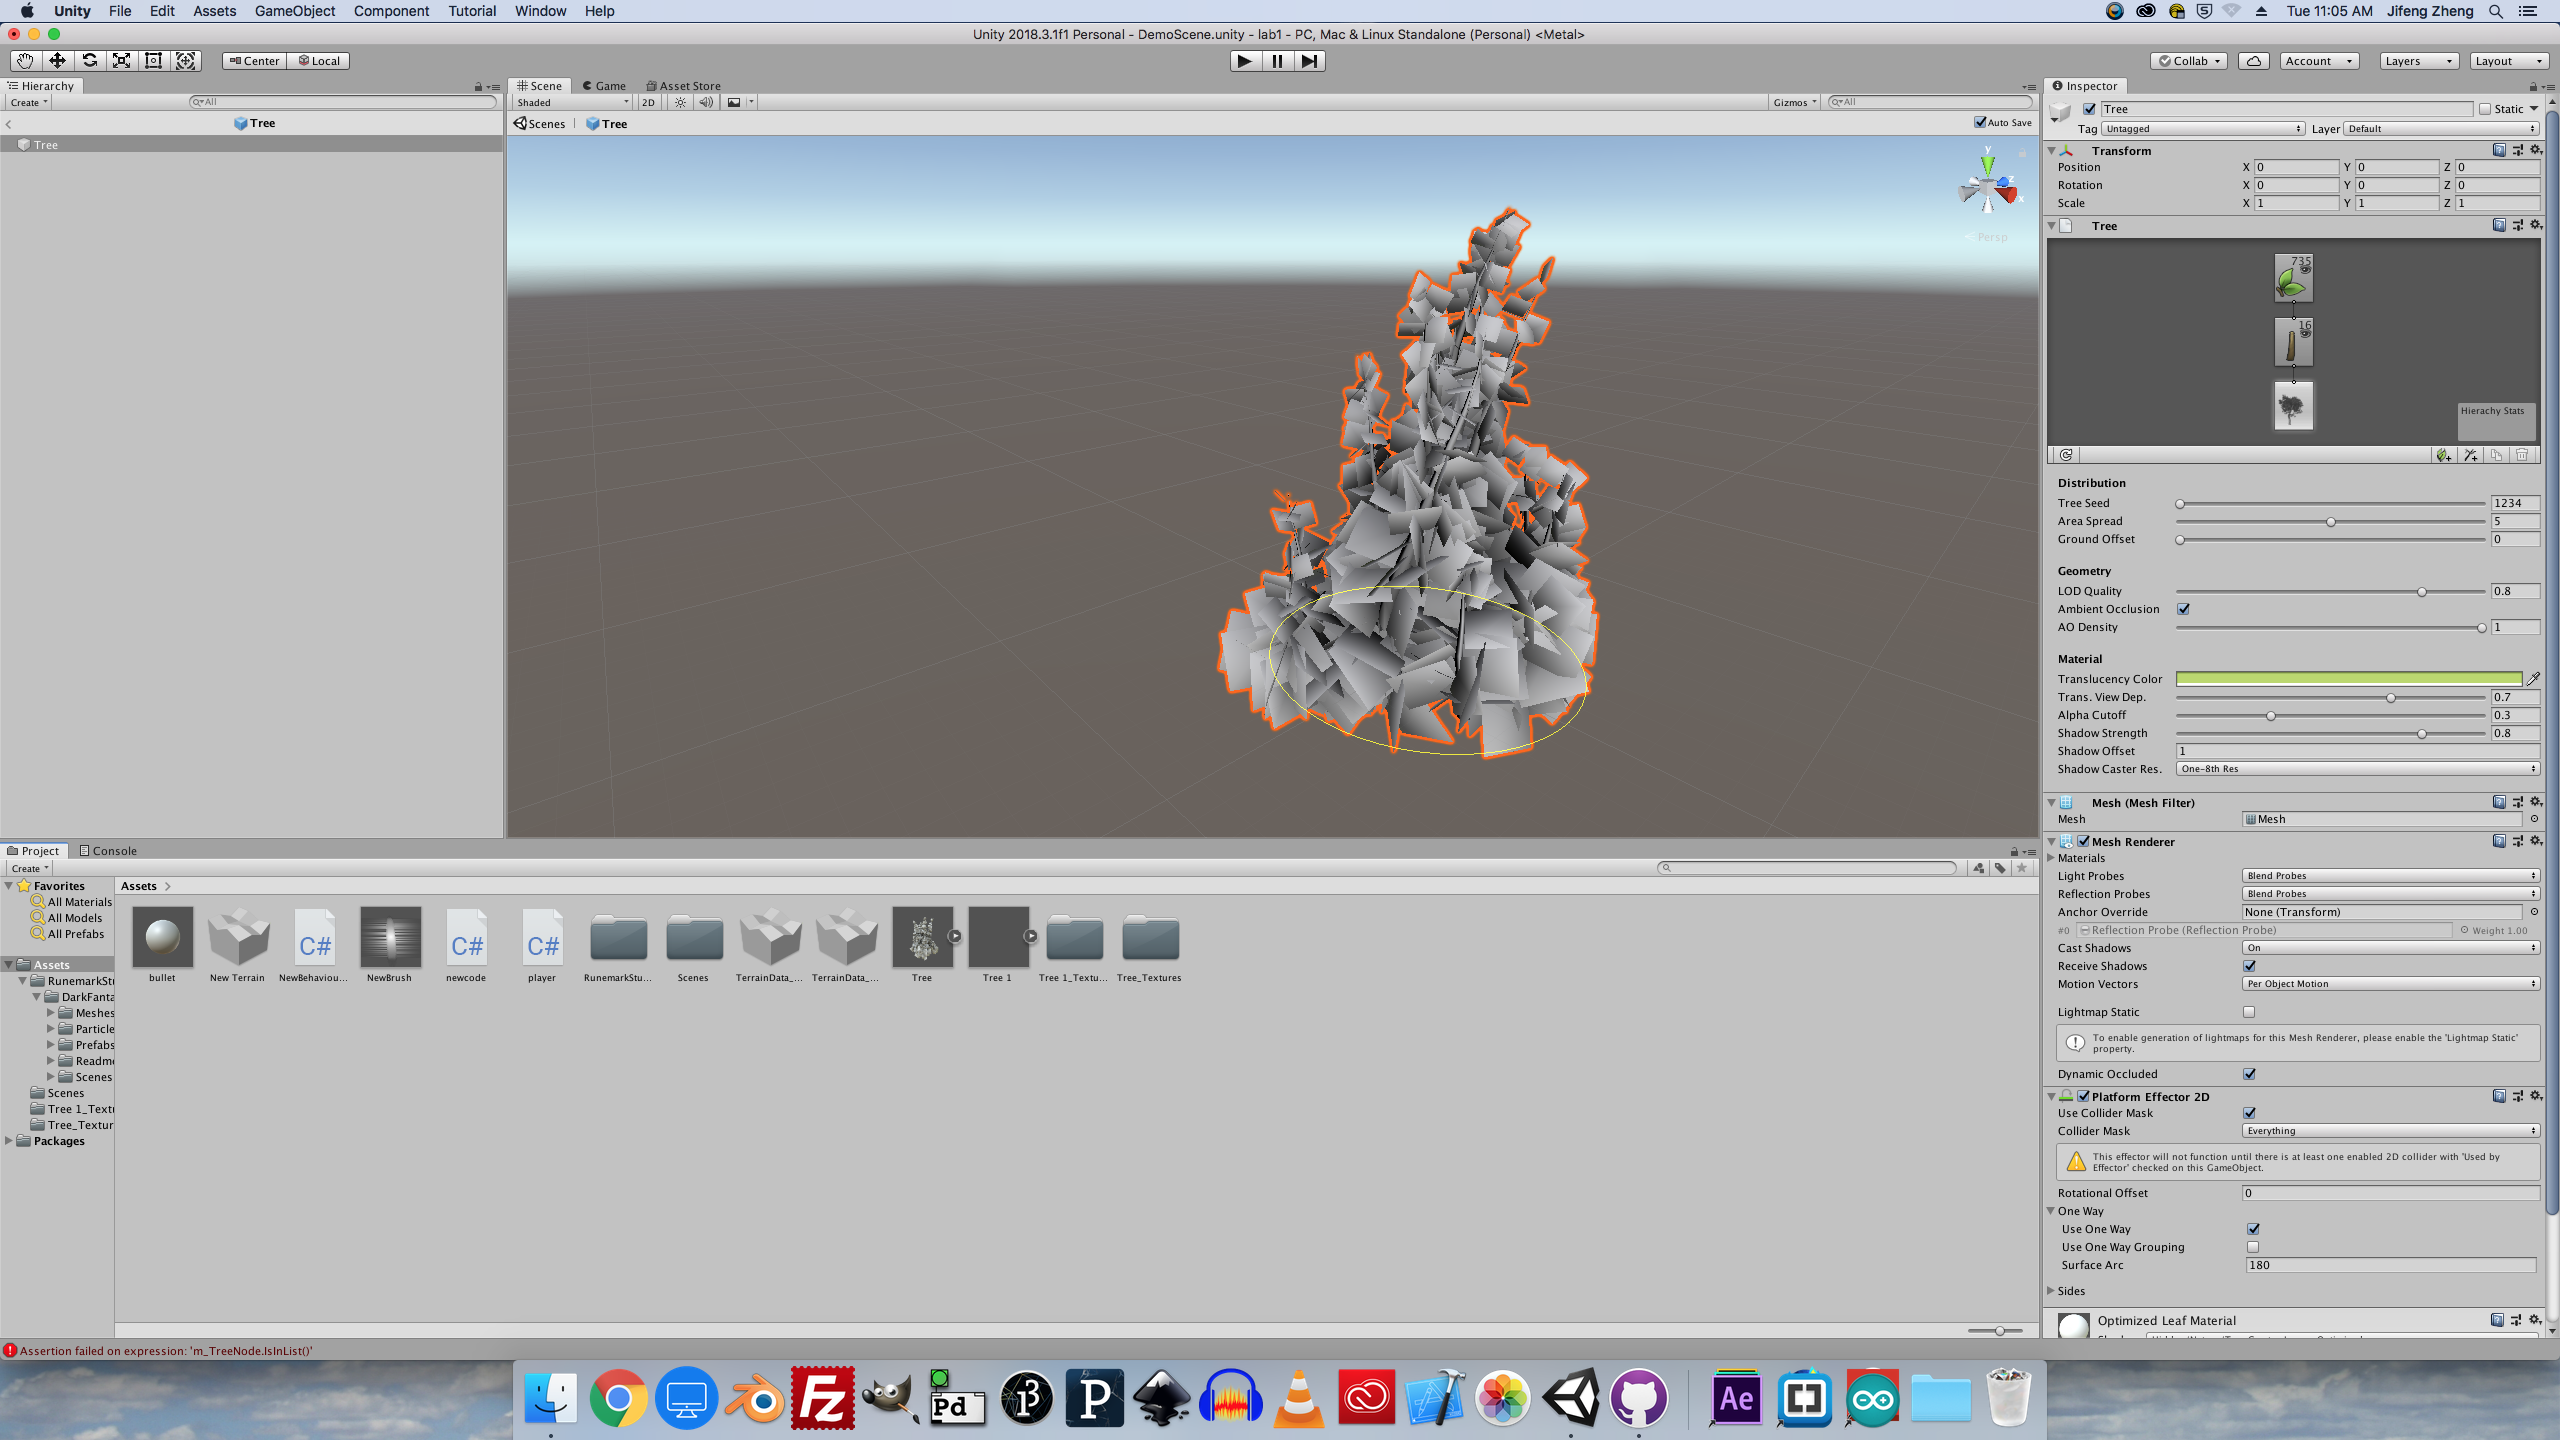 Unity File Edit Assets GameObject Component Tutorial Window Help
Tue 11:05 AM Jifeng Zheng
Unity 2018.3.1f1 Personal - DemoScene.unity - lab1 - PC, Mac & Linux Standalone (Personal) <Metal>
Center Local
Collab Account Layers Layout
Hierarchy
Create All
Tree
Tree
Scene Game Asset Store
Shaded 2D Gizmos All
Scenes Tree Auto Save
y
z
x
Persp
Inspector
Tree Static
Tag Untagged Layer Default
Transform
Position X 0 Y 0 Z 0
Rotation X 0 Y 0 Z 0
Scale X 1 Y 1 Z 1
Tree
735
16
Hierachy Stats
Distribution
Tree Seed 1234
Area Spread 5
Ground Offset 0
Geometry
LOD Quality 0.8
Ambient Occlusion
AO Density 1
Material
Translucency Color
Trans. View Dep. 0.7
Alpha Cutoff 0.3
Shadow Strength 0.8
Shadow Offset 1
Shadow Caster Res. One-8th Res
Mesh (Mesh Filter)
Mesh Mesh
Mesh Renderer
Materials
Light Probes Blend Probes
Reflection Probes Blend Probes
Anchor Override None (Transform)
#0 Reflection Probe (Reflection Probe) Weight 1.00
Cast Shadows On
Receive Shadows
Motion Vectors Per Object Motion
Lightmap Static
To enable generation of lightmaps for this Mesh Renderer, please enable the 'Lightmap Static'
property.
Dynamic Occluded
Platform Effector 2D
Use Collider Mask
Collider Mask Everything
This effector will not function until there is at least one enabled 2D collider with 'Used by
Effector' checked on this GameObject.
Rotational Offset 0
One Way
Use One Way
Use One Way Grouping
Surface Arc 180
Sides
Optimized Leaf Material
Project Console
Create
Favorites
All Materials
All Models
All Prefabs
Assets
RunemarkStu
DarkFanta
Meshes
Particle
Prefabs
Readme
Scenes
Scenes
Tree 1_Textu
Tree_Textur
Packages
Assets
C# C# C#
bullet New Terrain NewBehaviou... NewBrush newcode player RunemarkStu... Scenes TerrainData_... TerrainData_... Tree Tree 1 Tree 1_Textu... Tree_Textures
Assertion failed on expression: 'm_TreeNode.IsInList()'
Fz Pd P Ae